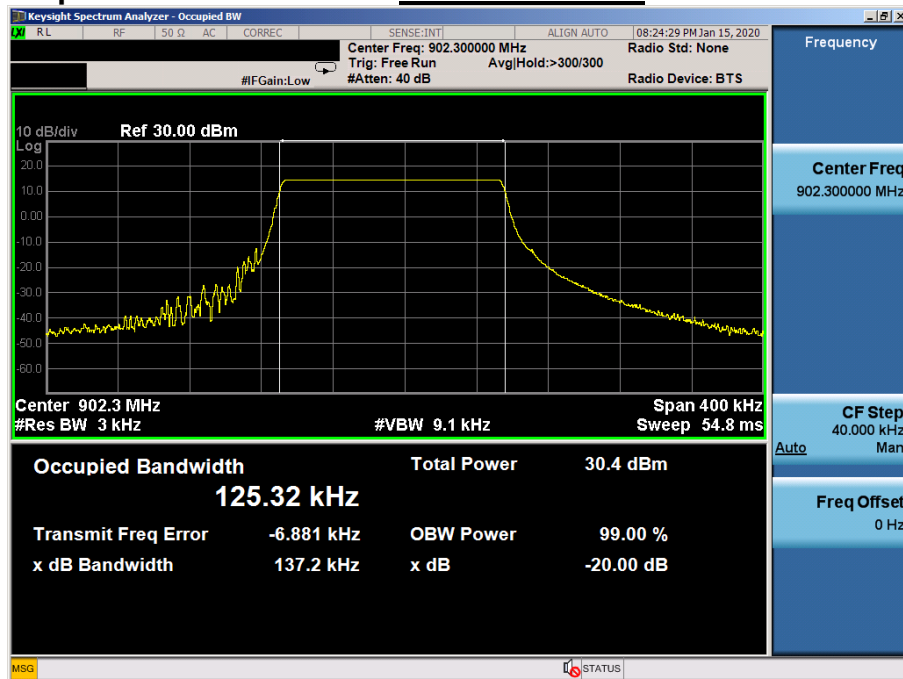 Keysight Spectrum Analyzer - Occupied BW
LXI RL RF 50 Ω AC CORREC SENSE:INT ALIGN AUTO 08:24:29 PM Jan 15, 2020
Center Freq: 902.300000 MHz Radio Std: None
Trig: Free Run Avg|Hold:>300/300
#IFGain:Low #Atten: 40 dB Radio Device: BTS
10 dB/div Ref 30.00 dBm
Log
20.0
10.0
0.00
-10.0
-20.0
-30.0
-40.0
-50.0
-60.0
Center 902.3 MHz Span 400 kHz
#Res BW 3 kHz #VBW 9.1 kHz Sweep 54.8 ms
Occupied Bandwidth Total Power 30.4 dBm
125.32 kHz
Transmit Freq Error -6.881 kHz OBW Power 99.00 %
x dB Bandwidth 137.2 kHz x dB -20.00 dB
MSG STATUS
Frequency
Center Freq
902.300000 MHz
CF Step
40.000 kHz
Auto Man
Freq Offset
0 Hz